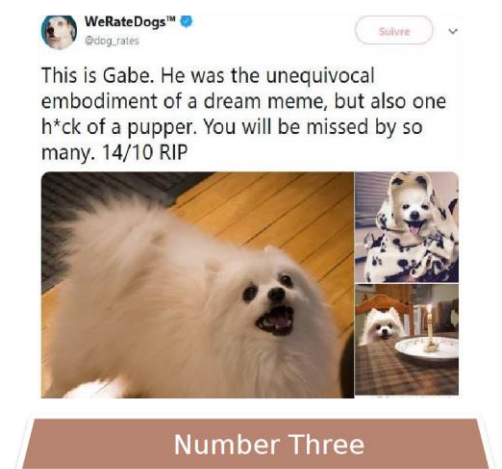 WeRateDogs™
@dog_rates
Suivre
This is Gabe. He was the unequivocal
embodiment of a dream meme, but also one
h*ck of a pupper. You will be missed by so
many. 14/10 RIP
Number Three